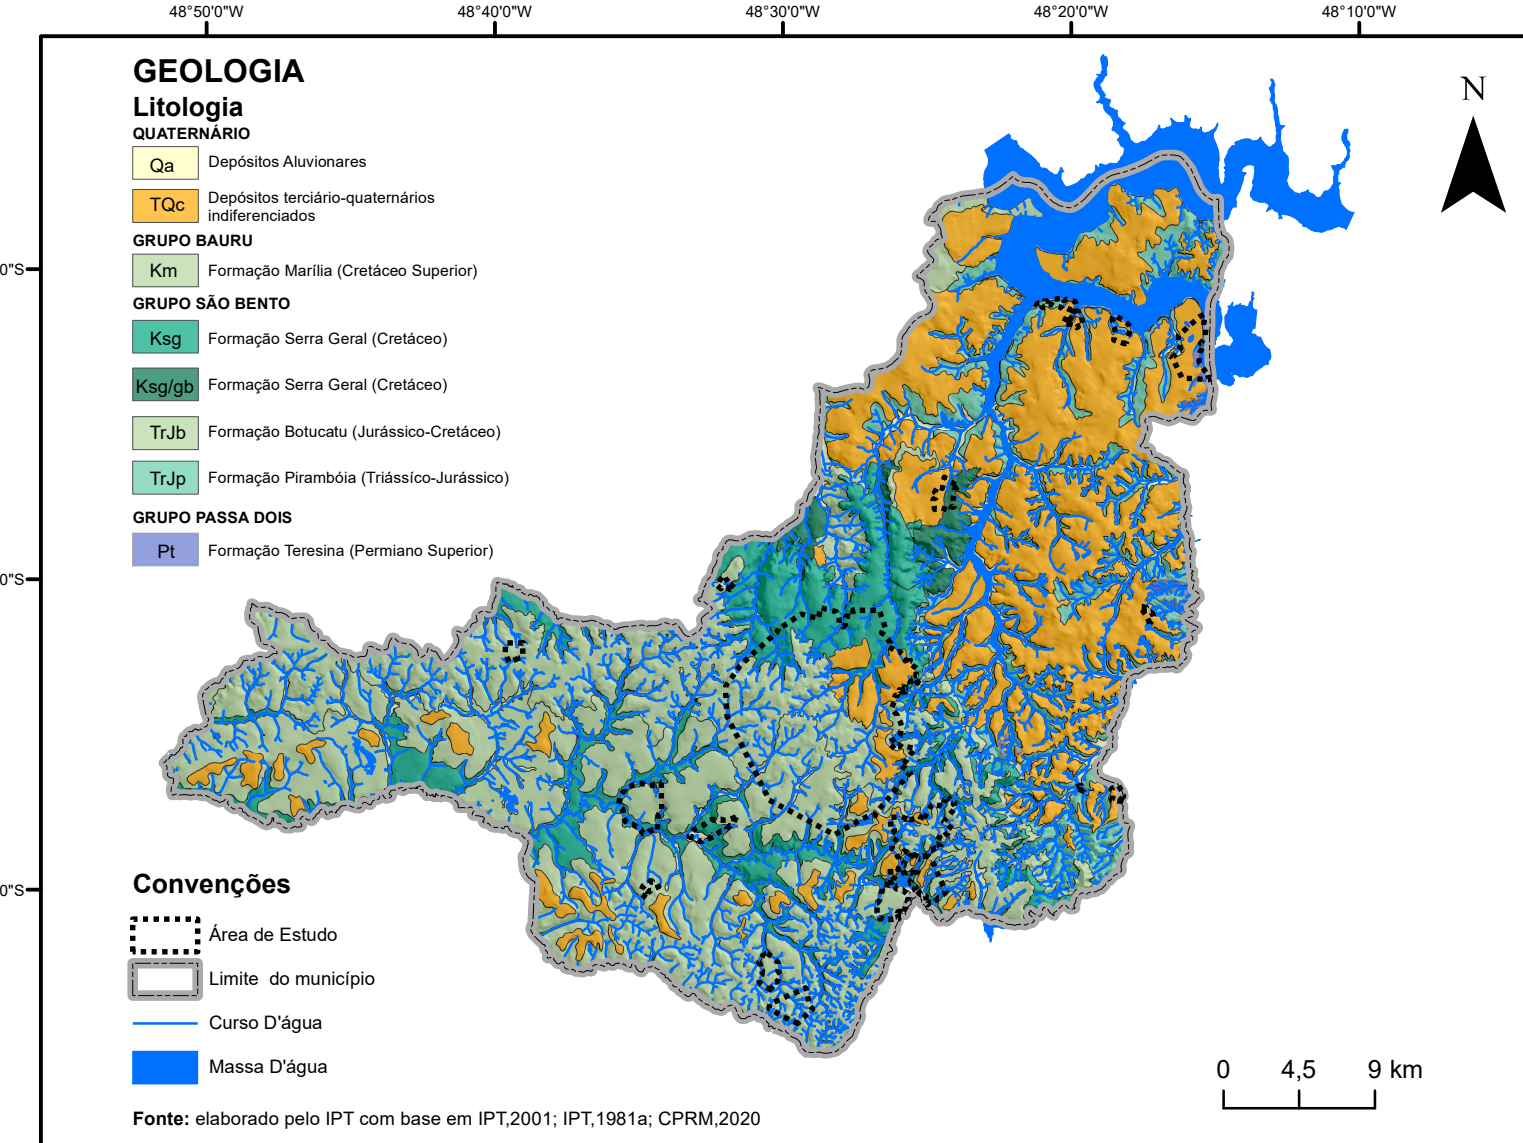 48°50'0"W 48°40'0"W 48°30'0"W 48°20'0"W 48°10'0"W
GEOLOGIA
Litologia
QUATERNÁRIO
Qa Depósitos Aluvionares
TQc Depósitos terciário-quaternários
indiferenciados
GRUPO BAURU
Km Formação Marília (Cretáceo Superior)
GRUPO SÃO BENTO
Ksg Formação Serra Geral (Cretáceo)
Ksg/gb Formação Serra Geral (Cretáceo)
TrJb Formação Botucatu (Jurássico-Cretáceo)
TrJp Formação Pirambóia (Triássíco-Jurássico)
GRUPO PASSA DOIS
Pt Formação Teresina (Permiano Superior)
N
0"S
0"S
0"S
Convenções
Área de Estudo
Limite do município
Curso D'água
Massa D'água
0 4,5 9 km
Fonte: elaborado pelo IPT com base em IPT,2001; IPT,1981a; CPRM,2020